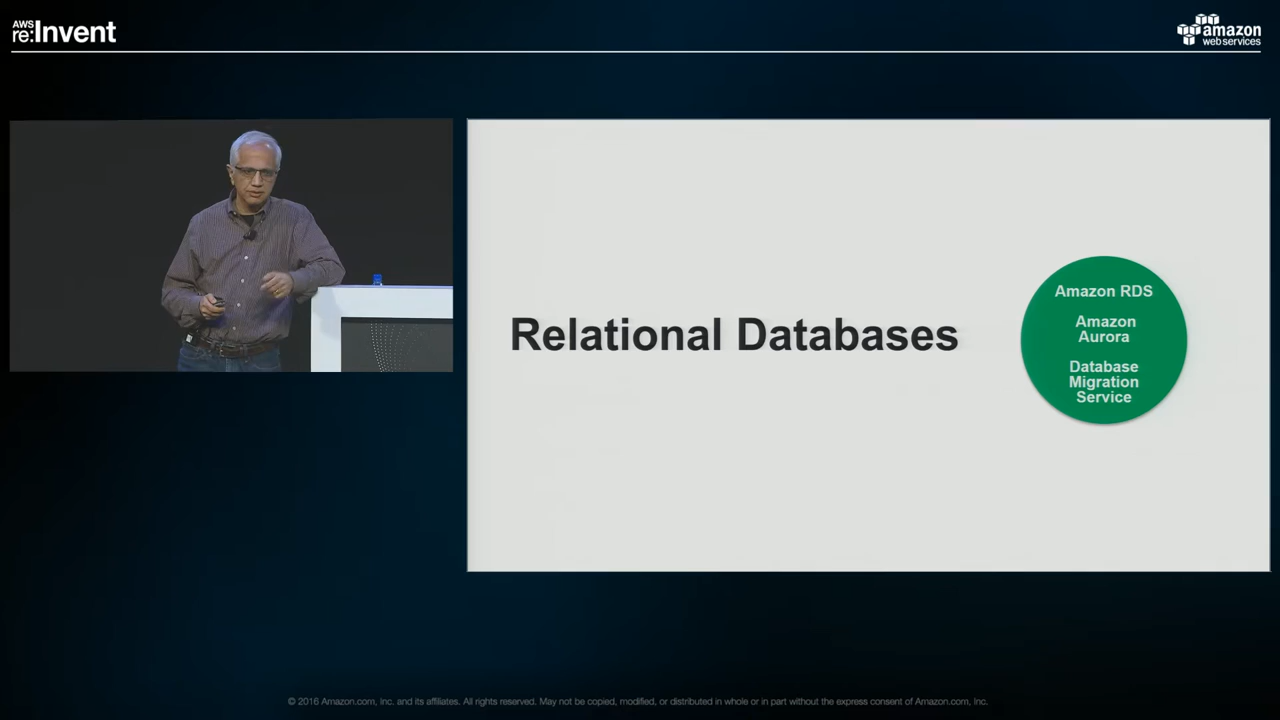 AWS
re:Invent
amazon
webservices
Relational Databases
Amazon RDS
Amazon
Aurora
Database
Migration
Service
© 2016 Amazon.com, Inc. and its affiliates. All rights reserved. May not be copied, modified, or distributed in whole or in part without the express consent of Amazon.com, Inc.